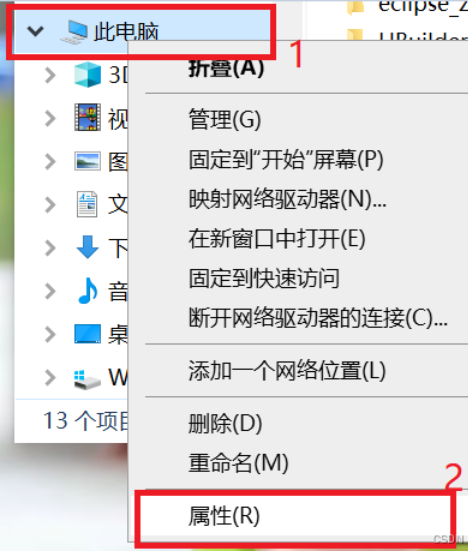 eclipse_z
此电脑
1
HBuilder
折叠(A)
3D
视
管理(G)
图
固定到“开始”屏幕(P)
文
映射网络驱动器(N)...
下
在新窗口中打开(E)
音
固定到快速访问
桌
断开网络驱动器的连接(C)...
W
添加一个网络位置(L)
13 个项目
删除(D)
重命名(M)
2
属性(R)
CSDN